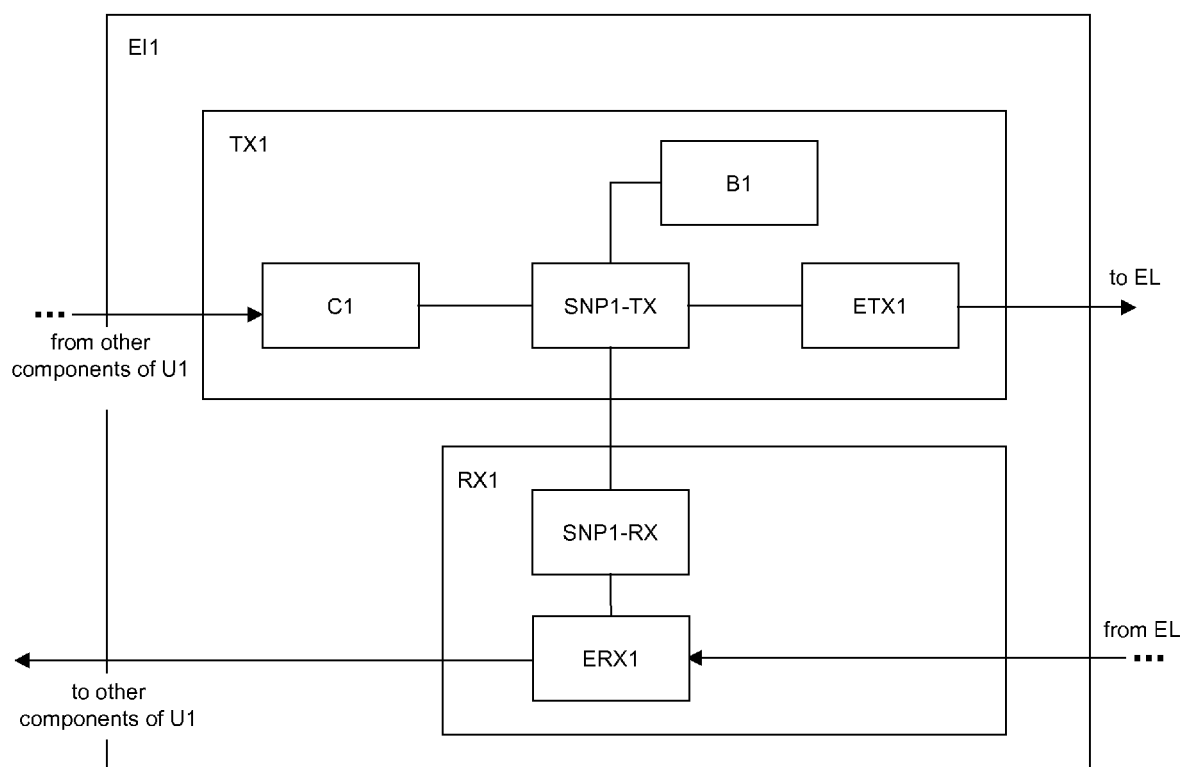 EI1
TX1
B1
C1
SNP1-TX
ETX1
to EL
from other
components of U1
RX1
SNP1-RX
ERX1
from EL
to other
components of U1